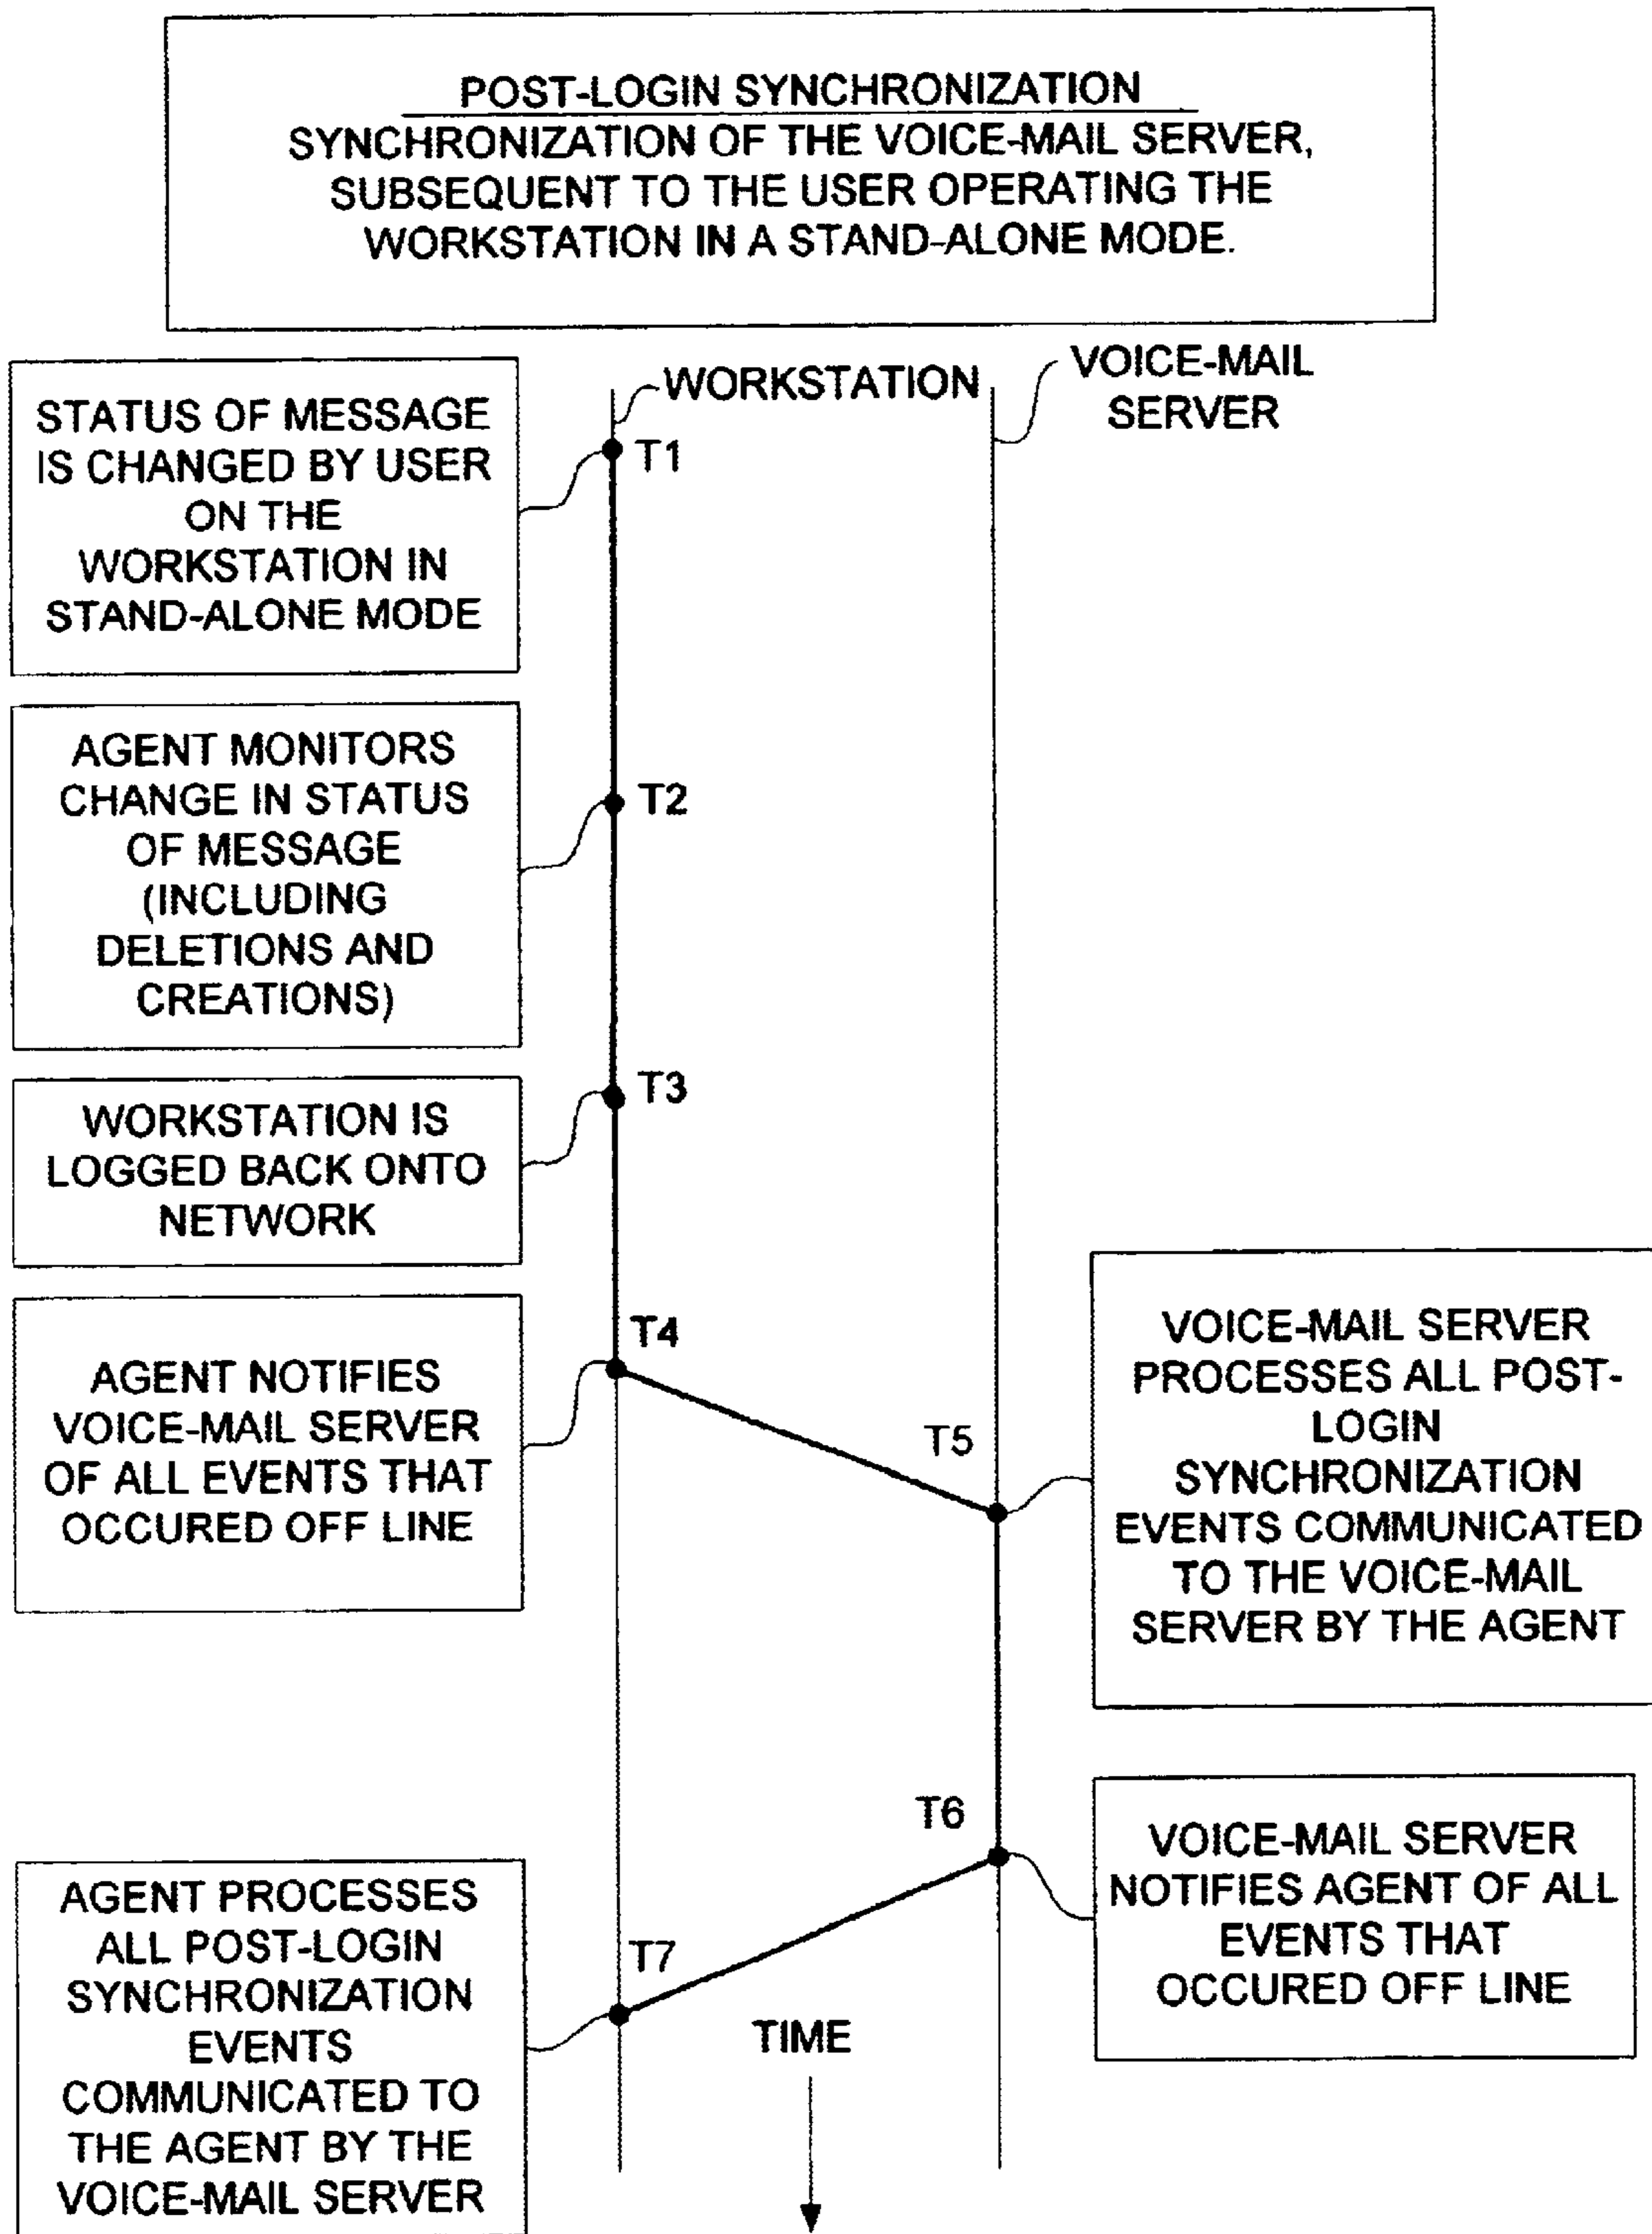 POST-LOGIN SYNCHRONIZATION
SYNCHRONIZATION OF THE VOICE-MAIL SERVER,
SUBSEQUENT TO THE USER OPERATING THE
WORKSTATION IN A STAND-ALONE MODE.
WORKSTATION
VOICE-MAIL
SERVER
STATUS OF MESSAGE
IS CHANGED BY USER
ON THE
WORKSTATION IN
STAND-ALONE MODE
T1
AGENT MONITORS
CHANGE IN STATUS
OF MESSAGE
(INCLUDING
DELETIONS AND
CREATIONS)
T2
WORKSTATION IS
LOGGED BACK ONTO
NETWORK
T3
AGENT NOTIFIES
VOICE-MAIL SERVER
OF ALL EVENTS THAT
OCCURED OFF LINE
T4
T5
VOICE-MAIL SERVER
PROCESSES ALL POST-
LOGIN
SYNCHRONIZATION
EVENTS COMMUNICATED
TO THE VOICE-MAIL
SERVER BY THE AGENT
T6
VOICE-MAIL SERVER
NOTIFIES AGENT OF ALL
EVENTS THAT
OCCURED OFF LINE
AGENT PROCESSES
ALL POST-LOGIN
SYNCHRONIZATION
EVENTS
COMMUNICATED TO
THE AGENT BY THE
VOICE-MAIL SERVER
T7
TIME